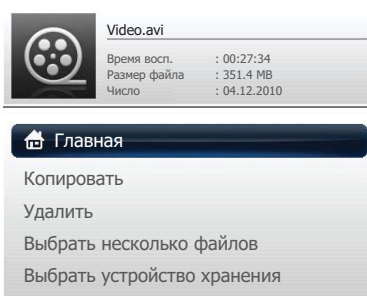 Video.avi
Время восп. : 00:27:34
Размер файла : 351.4 MB
Число : 04.12.2010
Главная
Копировать
Удалить
Выбрать несколько файлов
Выбрать устройство хранения